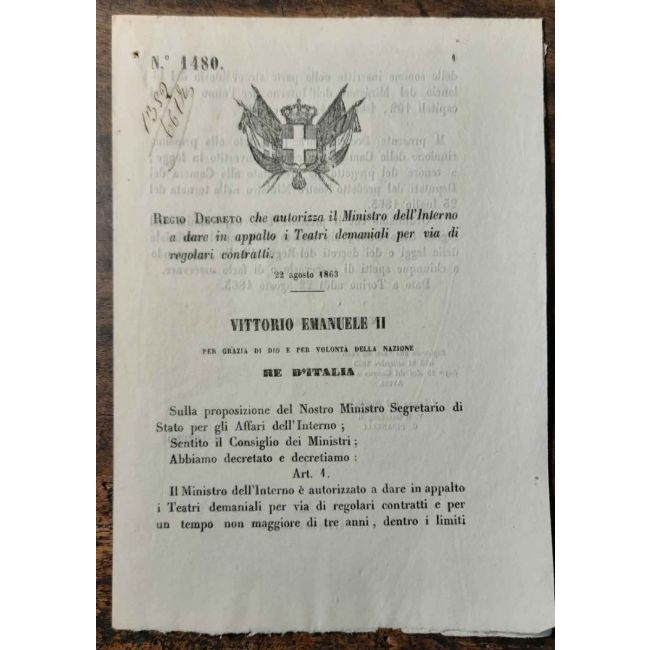 N.° 1480.
1
1352
REGIO DECRETO che autorizza il Ministro dell'Interno
a dare in appalto i Teatri demaniali per via di
regolari contratti.
22 agosto 1863
VITTORIO EMANUELE II
PER GRAZIA DI DIO E PER VOLONTÀ DELLA NAZIONE
RE D'ITALIA
Sulla proposizione del Nostro Ministro Segretario di
Stato per gli Affari dell'Interno ;
Sentito il Consiglio dei Ministri ;
Abbiamo decretato e decretiamo :
Art. 1.
Il Ministro dell'Interno è autorizzato a dare in appalto
i Teatri demaniali per via di regolari contratti e per
un tempo non maggiore di tre anni , dentro i limiti